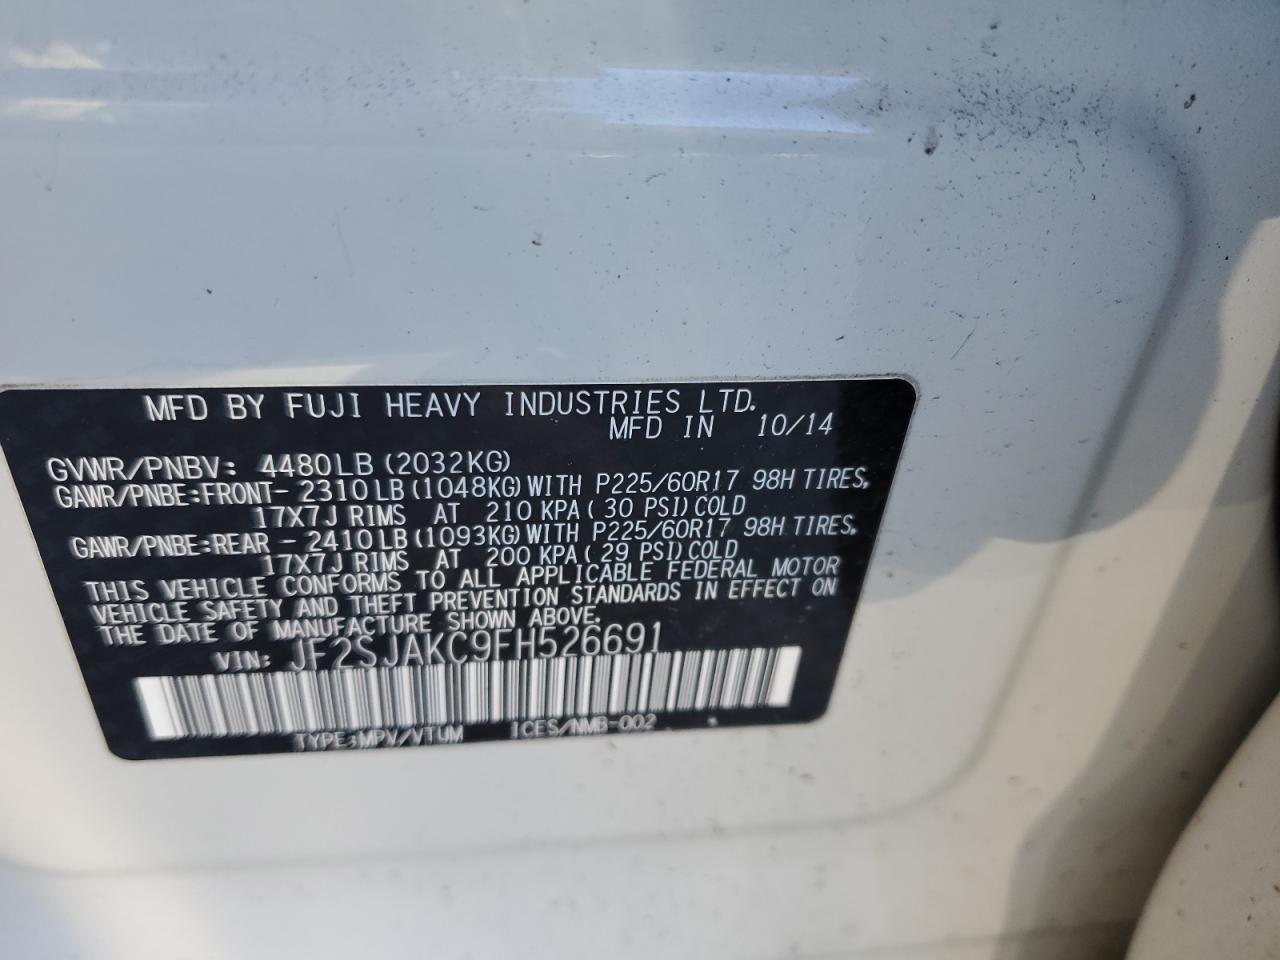 MFD BY FUJI HEAVY INDUSTRIES LTD.
MFD IN 10/14
GVWR/PNBV: 4480LB (2032KG)
GAWR/PNBE:FRONT- 2310LB (1048KG) WITH P225/60R17 98H TIRES,
17X7J RIMS AT 210 KPA( 30 PSI) COLD
GAWR/PNBE:REAR - 2410LB (1093KG) WITH P225/60R17 98H TIRES,
17X7J RIMS AT 200 KPA( 29 PSI) COLD
THIS VEHICLE CONFORMS TO ALL APPLICABLE FEDERAL MOTOR
VEHICLE SAFETY AND THEFT PREVENTION STANDARDS IN EFFECT ON
THE DATE OF MANUFACTURE SHOWN ABOVE.
VIN: JF2SJAKC9FH526691
TYPE:MPV/VTUM ICES/NMB-002